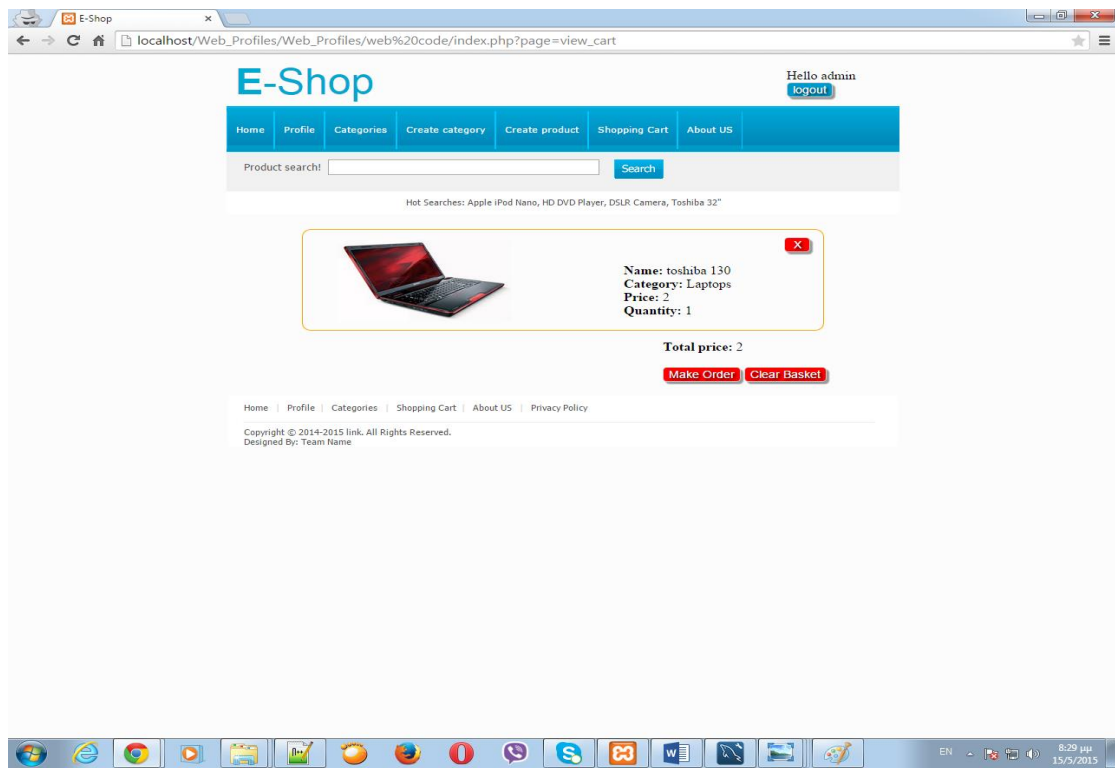 E-Shop
localhost/Web_Profiles/Web_Profiles/web%20code/index.php?page=view_cart
E-Shop
Hello admin
logout
Home Profile Categories Create category Create product Shopping Cart About US
Product search! Search
Hot Searches: Apple iPod Nano, HD DVD Player, DSLR Camera, Toshiba 32"
X
Name: toshiba 130
Category: Laptops
Price: 2
Quantity: 1
Total price: 2
Make Order Clear Basket
Home | Profile | Categories | Shopping Cart | About US | Privacy Policy
Copyright © 2014-2015 link. All Rights Reserved.
Designed By: Team Name
EN
8:29 μμ
15/5/2015